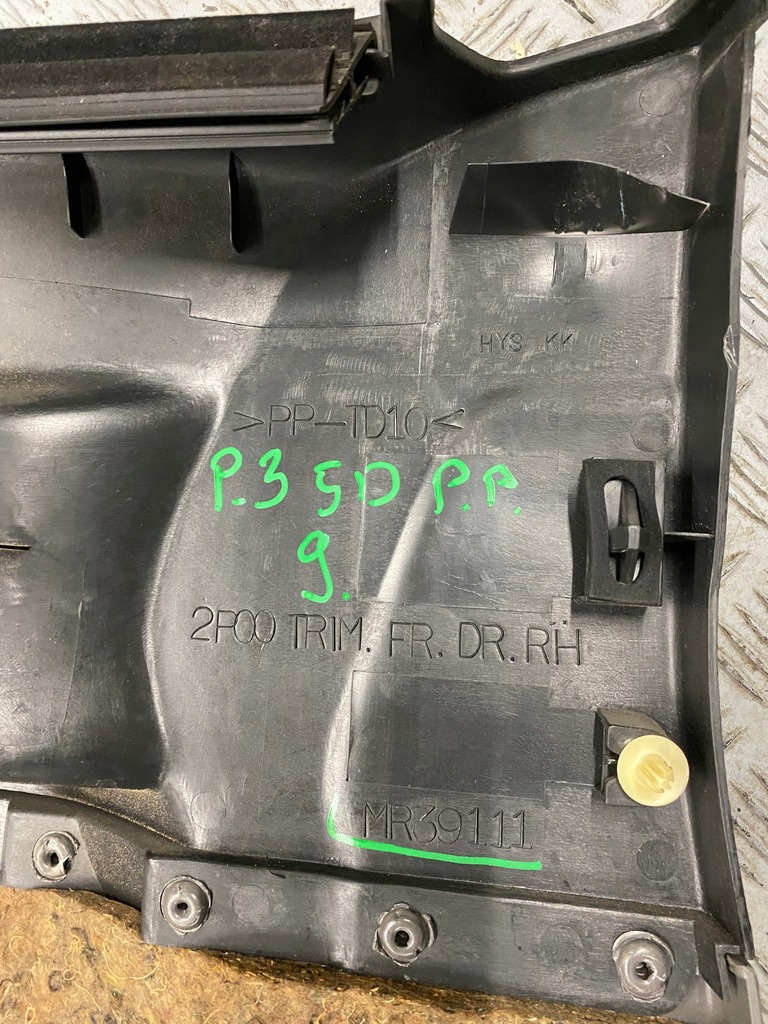 HYS KK
>PP-TD10<
P.3 5D P.P.
9.
2P00 TRIM. FR. DR. RH
MR39111